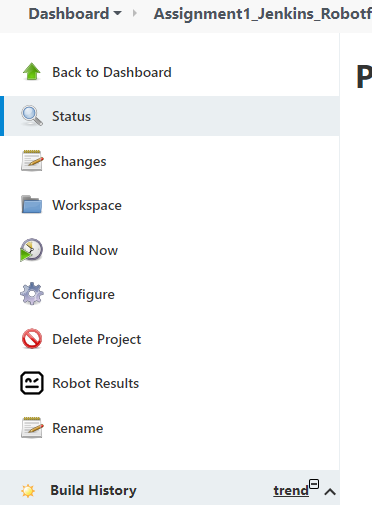 Dashboard Assignment1_Jenkins_Robotf
Back to Dashboard
Status
Changes
Workspace
Build Now
Configure
Delete Project
Robot Results
Rename
Build History trend